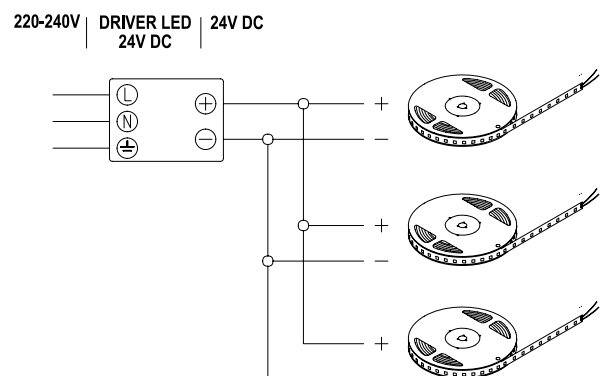 220-240V | DRIVER LED | 24V DC
24V DC
L
N
+
−
+
−
+
−
+